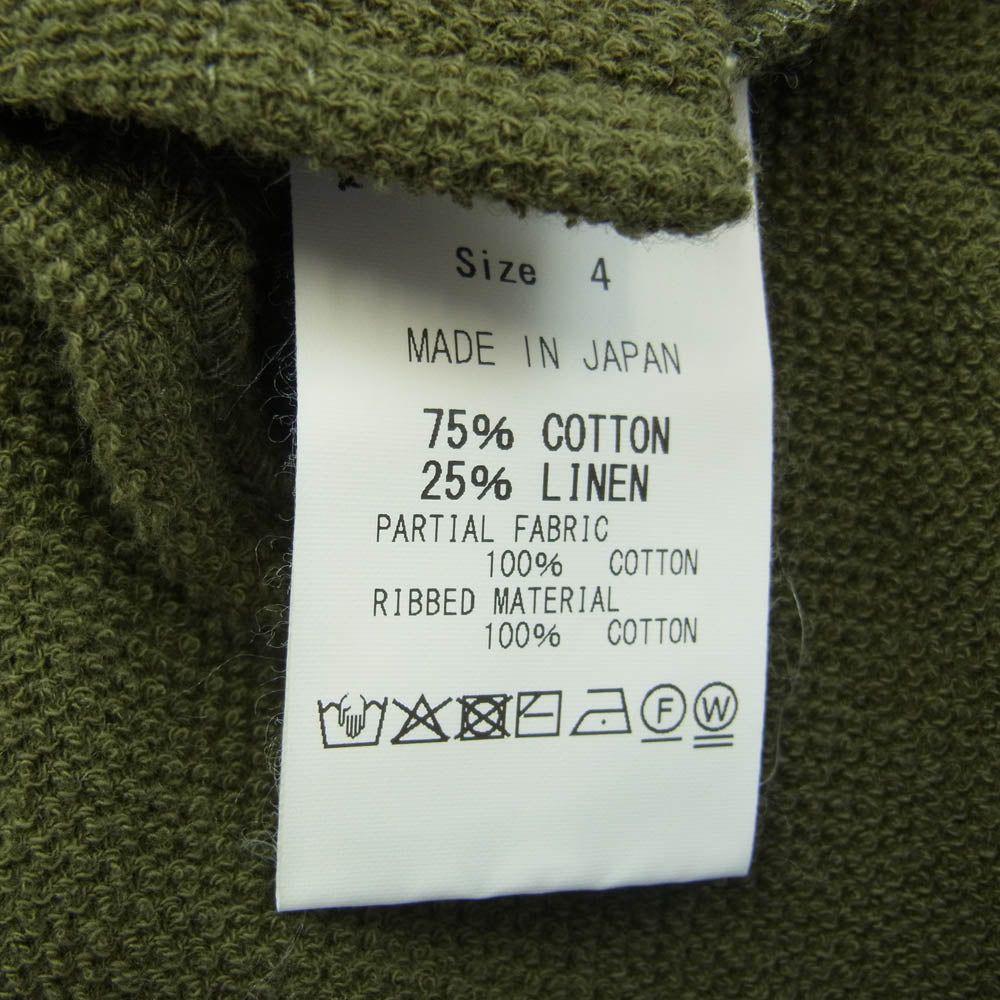 Size 4
MADE IN JAPAN
75% COTTON
25% LINEN
PARTIAL FABRIC
100% COTTON
RIBBED MATERIAL
100% COTTON
F W